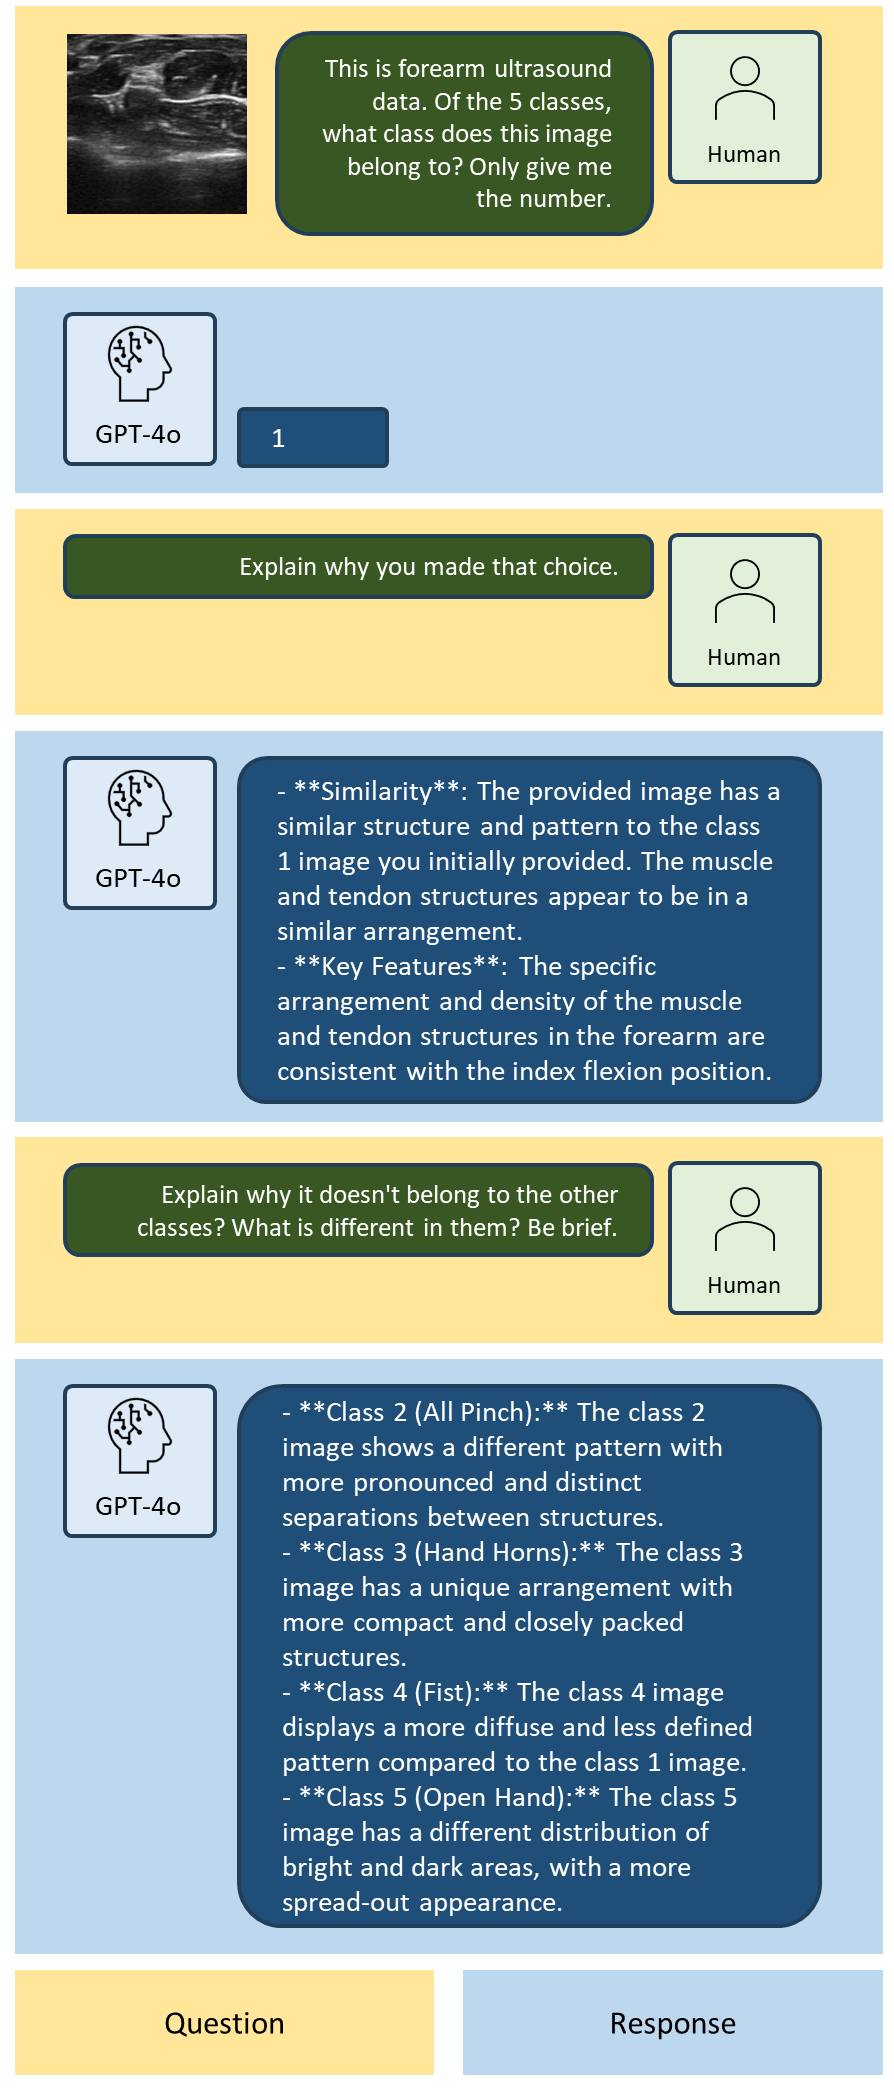 This is forearm ultrasound
data. Of the 5 classes,
what class does this image
belong to? Only give me
the number.
Human
GPT-4o
1
Explain why you made that choice.
Human
GPT-4o
- **Similarity**: The provided image has a
similar structure and pattern to the class
1 image you initially provided. The muscle
and tendon structures appear to be in a
similar arrangement.
- **Key Features**: The specific
arrangement and density of the muscle
and tendon structures in the forearm are
consistent with the index flexion position.
Explain why it doesn't belong to the other
classes? What is different in them? Be brief.
Human
GPT-4o
- **Class 2 (All Pinch):** The class 2
image shows a different pattern with
more pronounced and distinct
separations between structures.
- **Class 3 (Hand Horns):** The class 3
image has a unique arrangement with
more compact and closely packed
structures.
- **Class 4 (Fist):** The class 4 image
displays a more diffuse and less defined
pattern compared to the class 1 image.
- **Class 5 (Open Hand):** The class 5
image has a different distribution of
bright and dark areas, with a more
spread-out appearance.
Question
Response